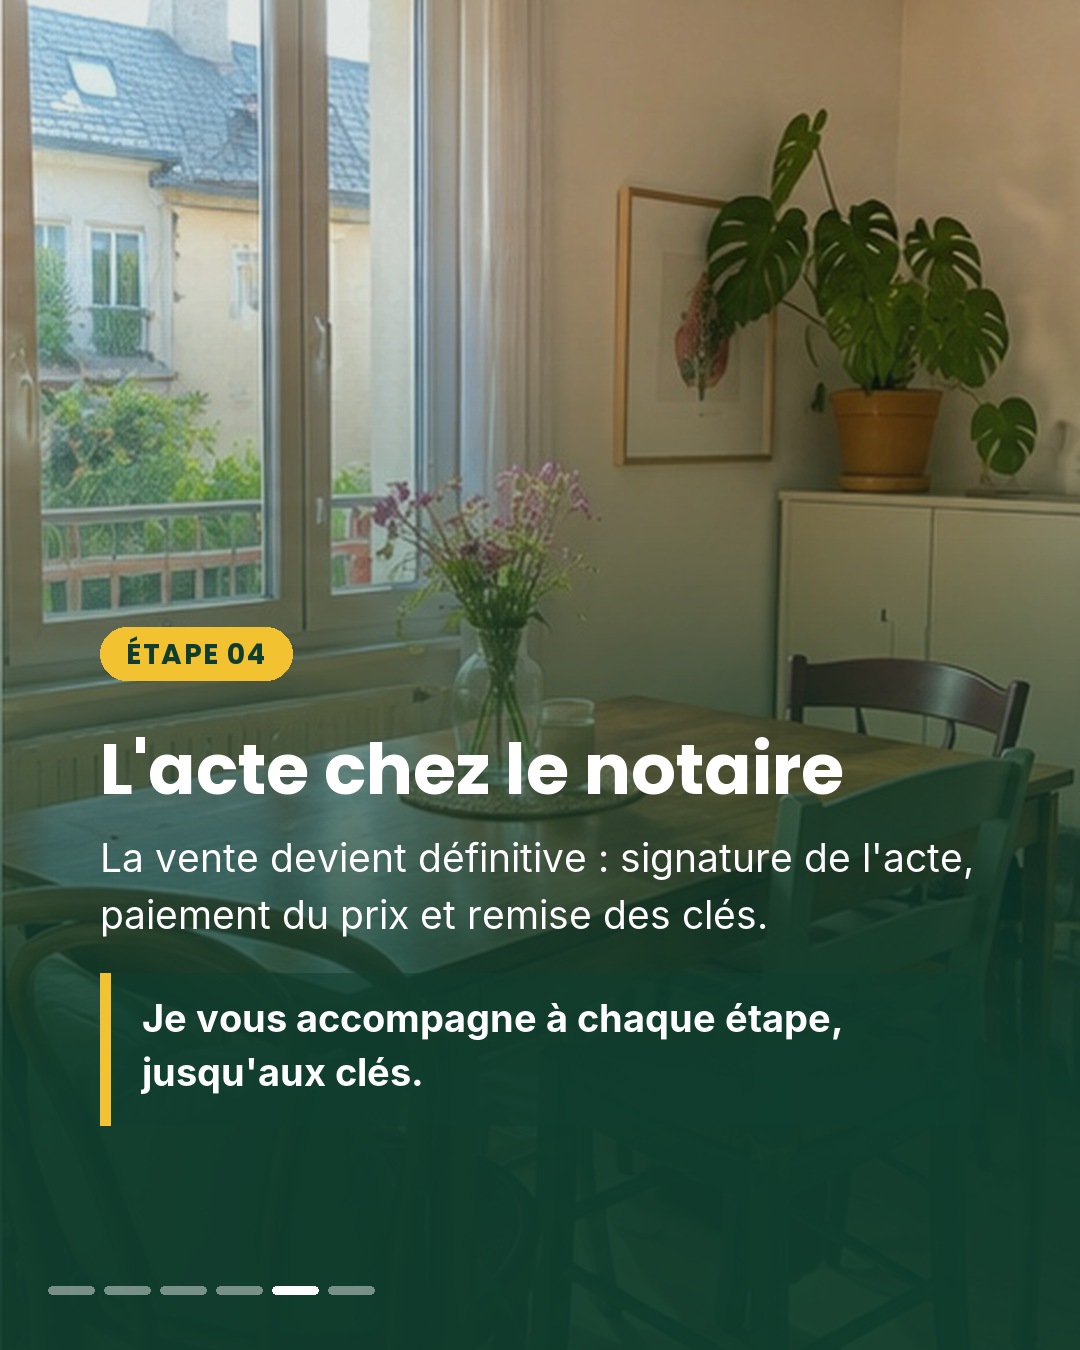 ÉTAPE 04
L'acte chez le notaire
La vente devient définitive : signature de l'acte,
paiement du prix et remise des clés.
Je vous accompagne à chaque étape,
jusqu'aux clés.